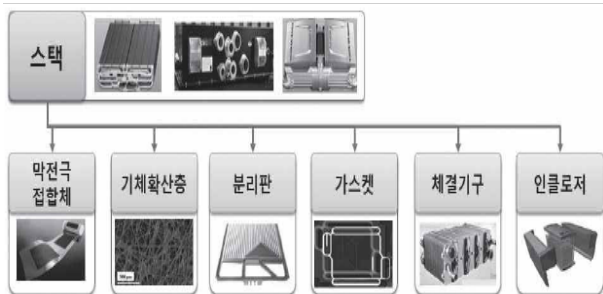 스택
막전극
접합체
기체확산층
분리판
가스켓
체결기구
인클로저